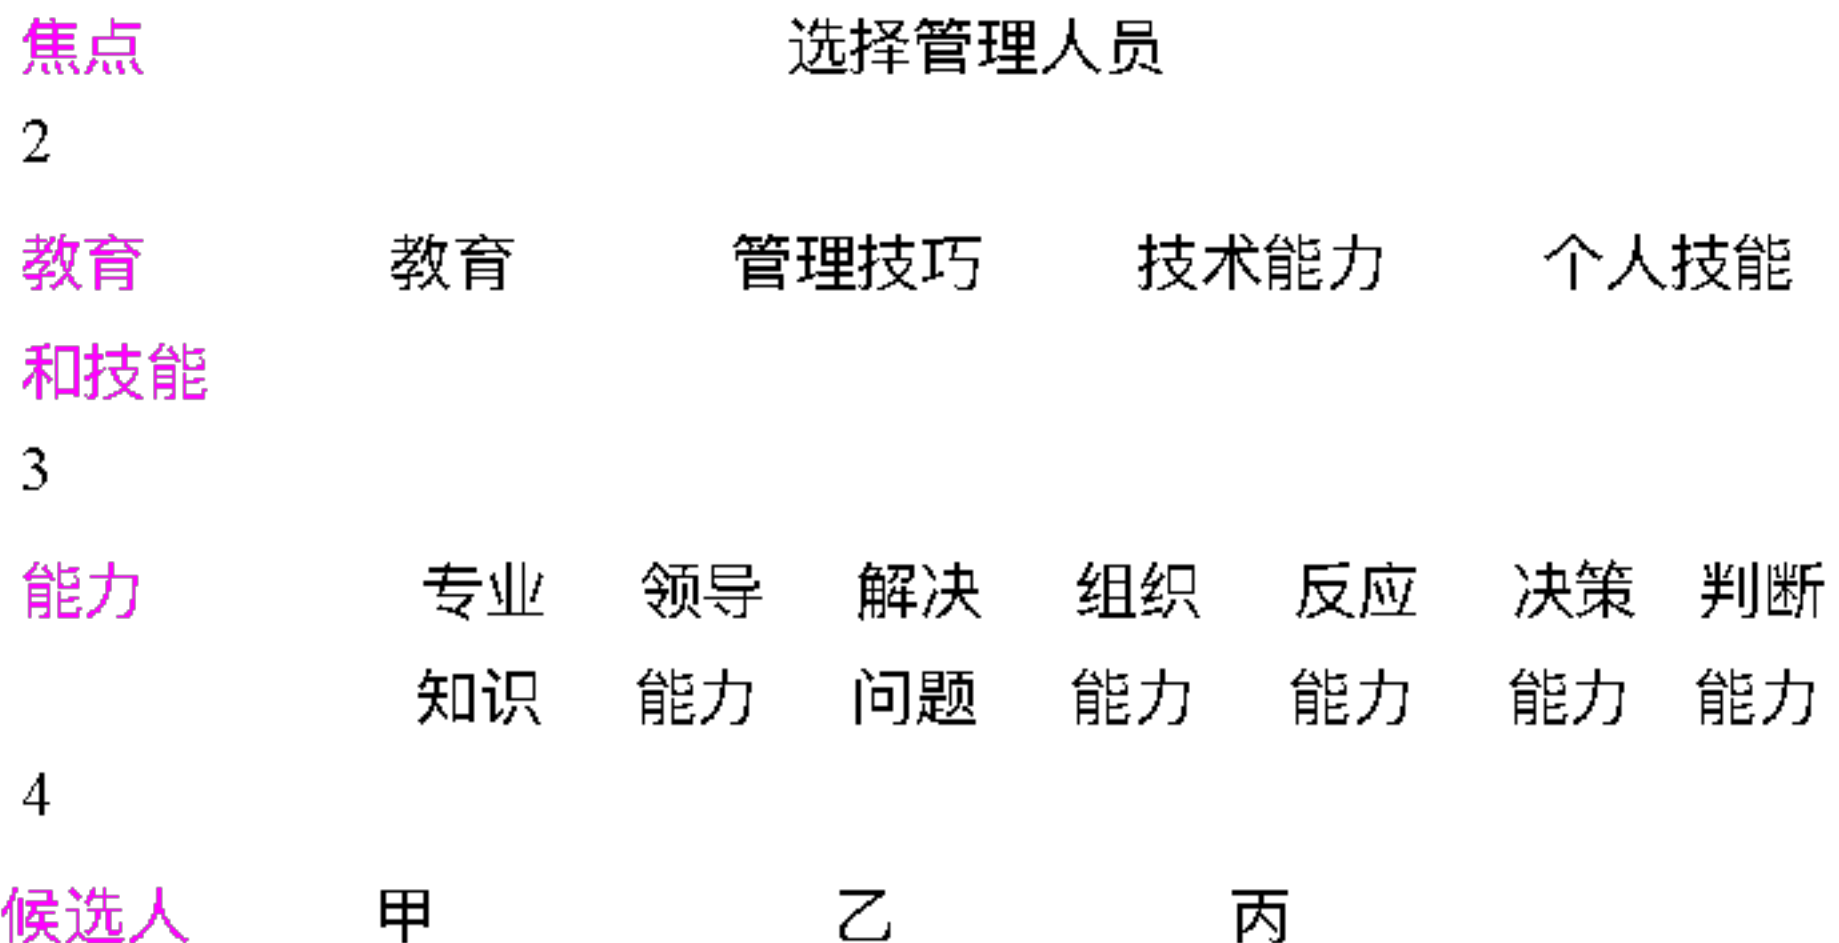 焦点 选择管理人员
2
教育 教育 管理技巧 技术能力 个人技能
和技能
3
能力 专业 领导 解决 组织 反应 决策 判断
知识 能力 问题 能力 能力 能力 能力
4
候选人 甲 乙 丙